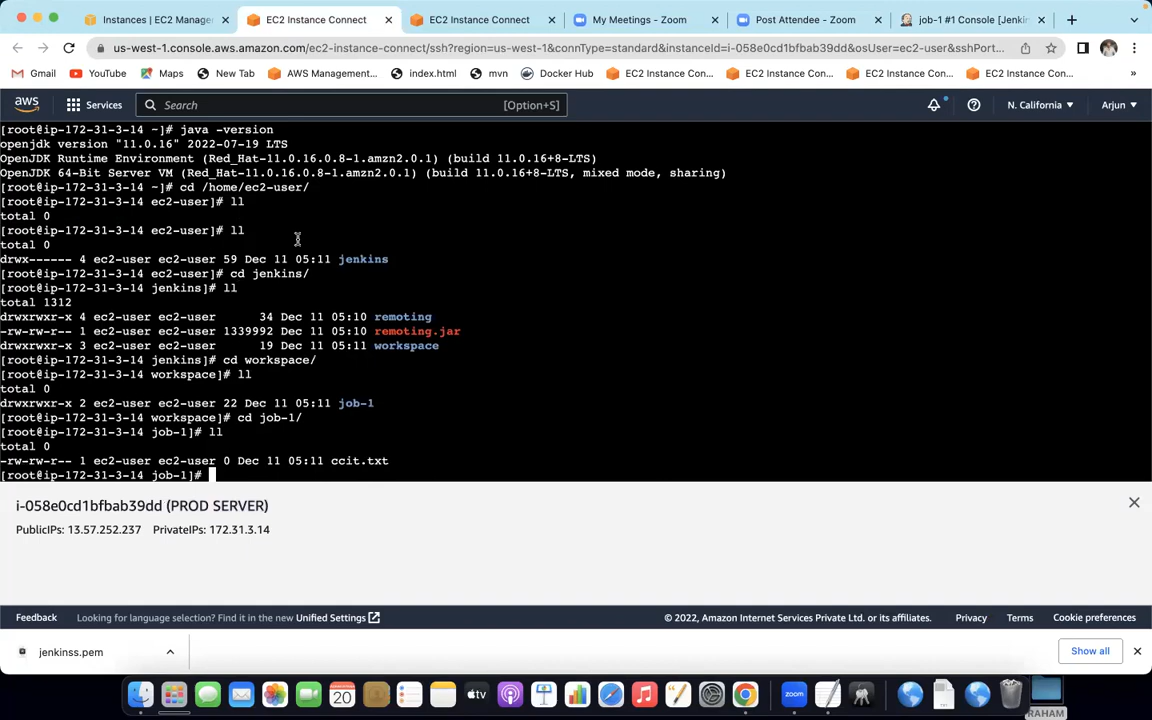 Instances | EC2 Manage
EC2 Instance Connect
EC2 Instance Connect
My Meetings - Zoom
Post Attendee - Zoom
job-1 #1 Console [Jenki
us-west-1.console.aws.amazon.com/ec2-instance-connect/ssh?region=us-west-1&connType=standard&instanceId=i-058e0cd1bfbab39dd&osUser=ec2-user&sshPort...
Gmail
YouTube
Maps
New Tab
AWS Management...
index.html
mvn
Docker Hub
EC2 Instance Conn...
EC2 Instance Con...
EC2 Instance Conn...
EC2 Instance Conn...
»
aws
Services
Search
[Option+S]
N. California
Arjun
[root@ip-172-31-3-14 ~]# java -version
openjdk version "11.0.16" 2022-07-19 LTS
OpenJDK Runtime Environment (Red_Hat-11.0.16.0.8-1.amzn2.0.1) (build 11.0.16+8-LTS)
OpenJDK 64-Bit Server VM (Red_Hat-11.0.16.0.8-1.amzn2.0.1) (build 11.0.16+8-LTS, mixed mode, sharing)
[root@ip-172-31-3-14 ~]# cd /home/ec2-user/
[root@ip-172-31-3-14 ec2-user]# ll
total 0
[root@ip-172-31-3-14 ec2-user]# ll
total 0
drwx------ 4 ec2-user ec2-user 59 Dec 11 05:11 jenkins
[root@ip-172-31-3-14 ec2-user]# cd jenkins/
[root@ip-172-31-3-14 jenkins]# ll
total 1312
drwxrwxr-x 4 ec2-user ec2-user      34 Dec 11 05:10 remoting
-rw-rw-r-- 1 ec2-user ec2-user 1339992 Dec 11 05:10 remoting.jar
drwxrwxr-x 3 ec2-user ec2-user      19 Dec 11 05:11 workspace
[root@ip-172-31-3-14 jenkins]# cd workspace/
[root@ip-172-31-3-14 workspace]# ll
total 0
drwxrwxr-x 2 ec2-user ec2-user 22 Dec 11 05:11 job-1
[root@ip-172-31-3-14 workspace]# cd job-1/
[root@ip-172-31-3-14 job-1]# ll
total 0
-rw-rw-r-- 1 ec2-user ec2-user 0 Dec 11 05:11 ccit.txt
[root@ip-172-31-3-14 job-1]#
i-058e0cd1bfbab39dd (PROD SERVER)
PublicIPs: 13.57.252.237    PrivateIPs: 172.31.3.14
Feedback
Looking for language selection? Find it in the new Unified Settings
© 2022, Amazon Internet Services Private Ltd. or its affiliates.
Privacy
Terms
Cookie preferences
jenkinss.pem
Show all
20
tv
zoom
RAHAM